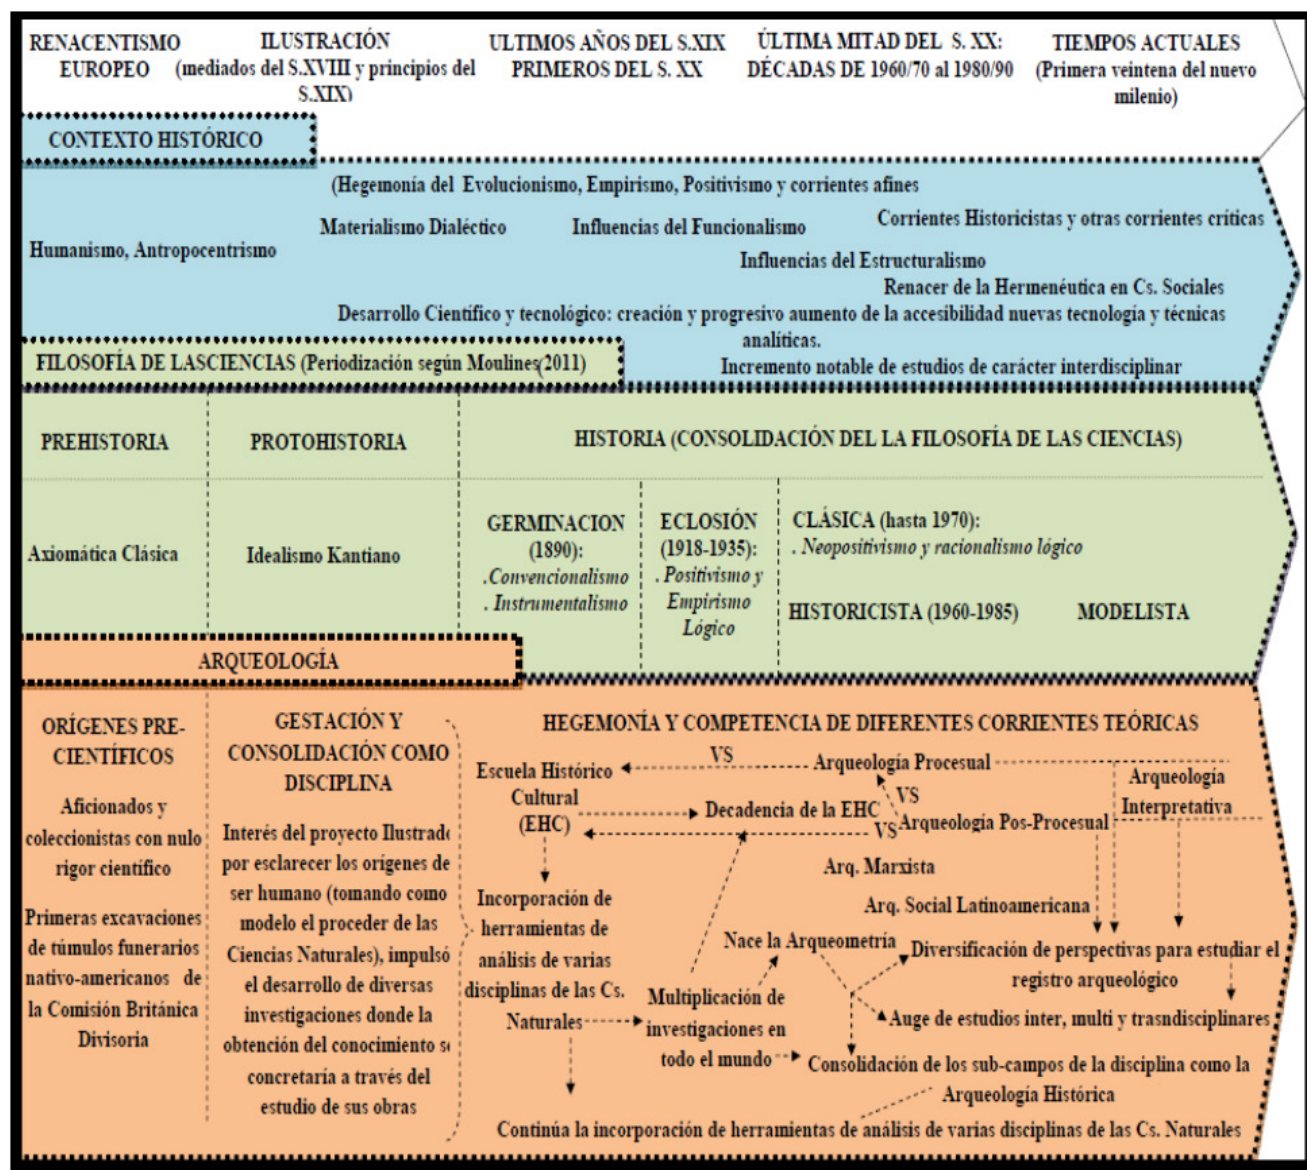 RENACENTISMO
EUROPEO
ILUSTRACIÓN
(mediados del S.XVIII y principios del
S.XIX)
ULTIMOS AÑOS DEL S.XIX
PRIMEROS DEL S. XX
ÚLTIMA MITAD DEL S. XX:
DÉCADAS DE 1960/70 al 1980/90
TIEMPOS ACTUALES
(Primera veintena del nuevo
milenio)
CONTEXTO HISTÓRICO
(Hegemonía del Evolucionismo, Empirismo, Positivismo y corrientes afines
Materialismo Dialéctico
Influencias del Funcionalismo
Corrientes Historicistas y otras corrientes críticas
Humanismo, Antropocentrismo
Influencias del Estructuralismo
Renacer de la Hermenéutica en Cs. Sociales
Desarrollo Científico y tecnológico: creación y progresivo aumento de la accesibilidad nuevas tecnología y técnicas
analíticas.
Incremento notable de estudios de carácter interdisciplinar
FILOSOFÍA DE LASCIENCIAS (Periodización según Moulines(2011)
PREHISTORIA
PROTOHISTORIA
HISTORIA (CONSOLIDACIÓN DEL LA FILOSOFÍA DE LAS CIENCIAS)
Axiomática Clásica
Idealismo Kantiano
GERMINACION
(1890):
.Convencionalismo
. Instrumentalismo
ECLOSIÓN
(1918-1935):
. Positivismo y
Empirismo
Lógico
CLÁSICA (hasta 1970):
. Neopositivismo y racionalismo lógico
HISTORICISTA (1960-1985)
MODELISTA
ARQUEOLOGÍA
ORÍGENES PRE-
CIENTÍFICOS
Aficionados y
coleccionistas con nulo
rigor científico
Primeras excavaciones
de túmulos funerarios
nativo-americanos de
la Comisión Británica
Divisoria
GESTACIÓN Y
CONSOLIDACIÓN COMO
DISCIPLINA
Interés del proyecto Ilustrado
por esclarecer los orígenes de
ser humano (tomando como
modelo el proceder de las
Ciencias Naturales), impulsó
el desarrollo de diversas
investigaciones donde la
obtención del conocimiento se
concretaría a través del
estudio de sus obras
HEGEMONÍA Y COMPETENCIA DE DIFERENTES CORRIENTES TEÓRICAS
Escuela Histórico
Cultural
(EHC)
VS
Arqueología Procesual
Arqueología
Interpretativa
VS
Decadencia de la EHC
VS
Arqueología Pos-Procesual
Arq. Marxista
Arq. Social Latinoamericana
Incorporación de
herramientas de
análisis de varias
disciplinas de las Cs.
Naturales
Nace la Arqueometría
Diversificación de perspectivas para estudiar el
registro arqueológico
Multiplicación de
investigaciones en
todo el mundo
Auge de estudios inter, multi y trasndisciplinares
Consolidación de los sub-campos de la disciplina como la
Arqueología Histórica
Continúa la incorporación de herramientas de análisis de varias disciplinas de las Cs. Naturales